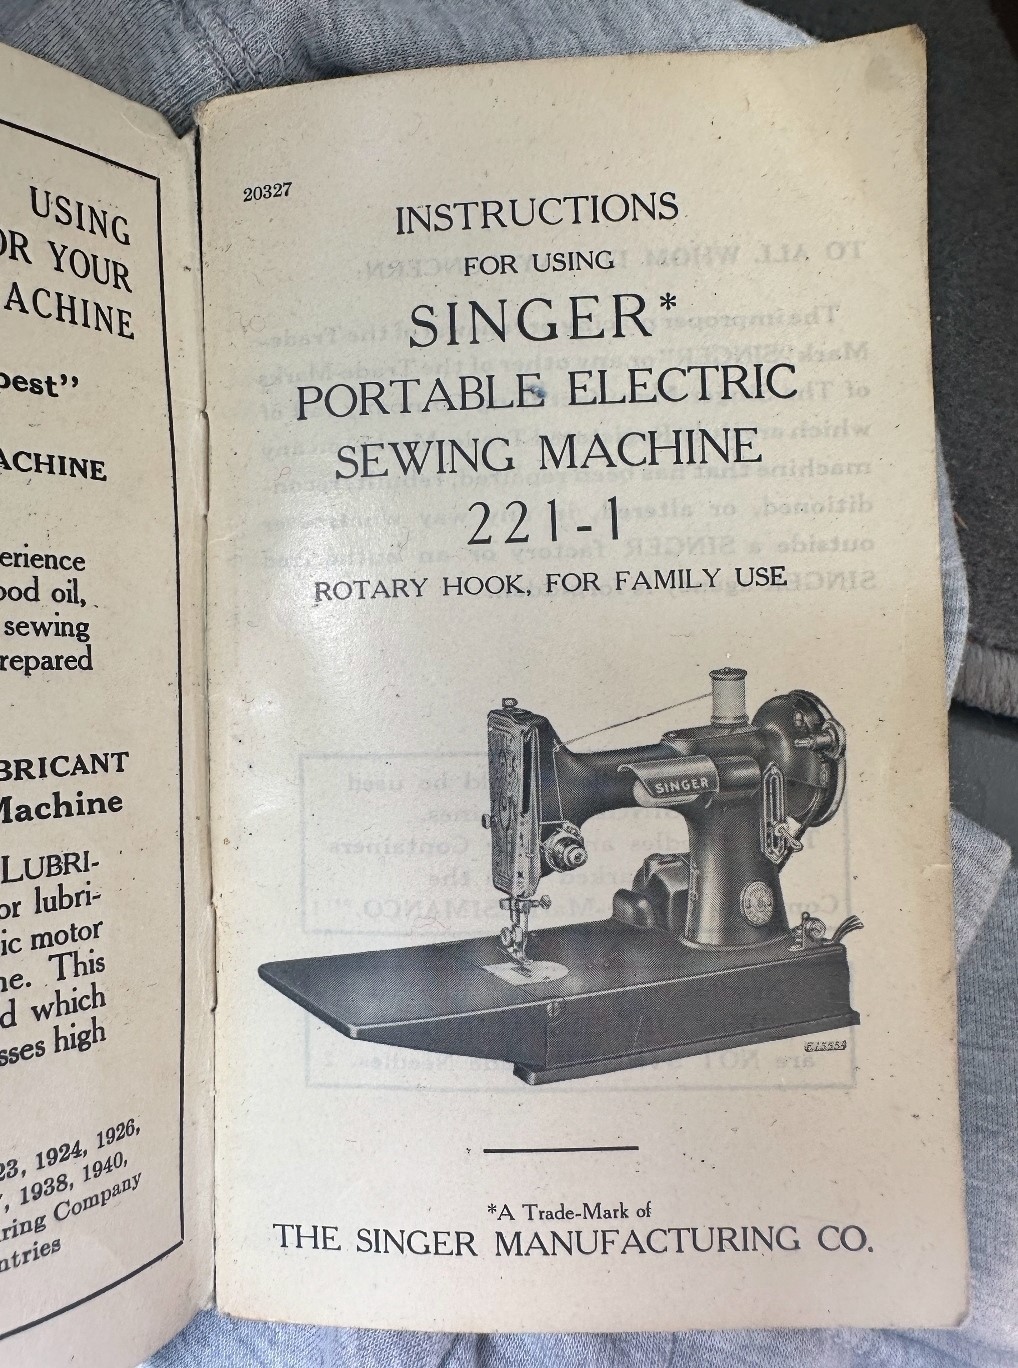 USING
OR YOUR
ACHINE
best”
ACHINE
erience
ood oil,
sewing
repared
BRICANT
Machine
LUBRI-
or lubri-
ic motor
ne. This
d which
sses high
23, 1924, 1926,
, 1938, 1940,
ring Company
ntries
20327
INSTRUCTIONS
FOR USING
SINGER*
PORTABLE ELECTRIC
SEWING MACHINE
221-1
ROTARY HOOK, FOR FAMILY USE
SINGER
E15554
*A Trade-Mark of
THE SINGER MANUFACTURING CO.